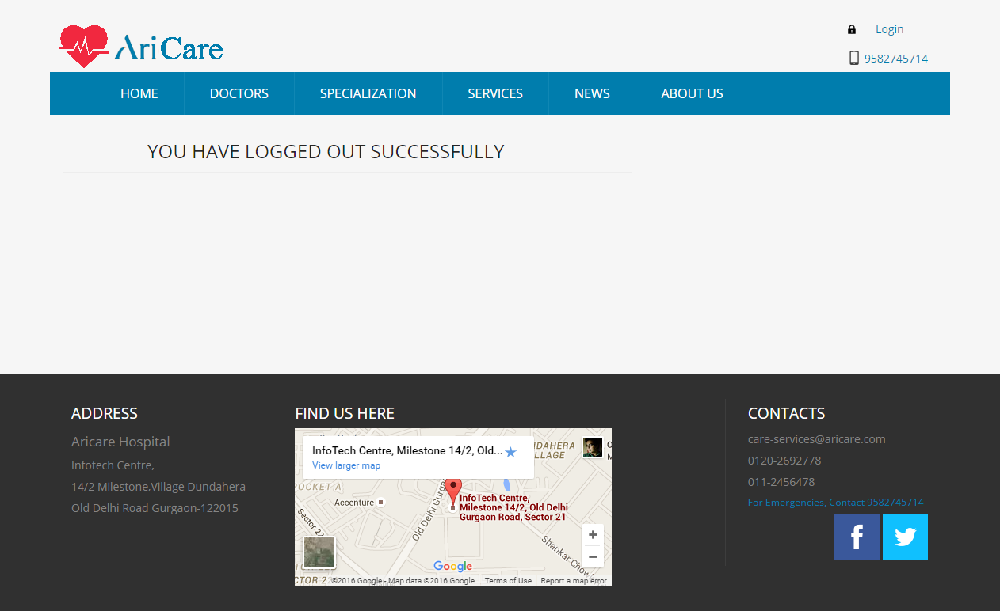 AriCare
Login
9582745714
HOME
DOCTORS
SPECIALIZATION
SERVICES
NEWS
ABOUT US
YOU HAVE LOGGED OUT SUCCESSFULLY
ADDRESS
Aricare Hospital
Infotech Centre,
14/2 Milestone,Village Dundahera
Old Delhi Road Gurgaon-122015
FIND US HERE
InfoTech Centre, Milestone 14/2, Old...
View larger map
POCKET A
Accenture
Old Delhi Gurga
InfoTech Centre,
Milestone 14/2, Old Delhi
Gurgaon Road, Sector 21
Sector 22
Shankar Chow
Google
CTOR 2
©2016 Google - Map data ©2016 Google
Terms of Use
Report a map error
CONTACTS
care-services@aricare.com
0120-2692778
011-2456478
For Emergencies, Contact 9582745714